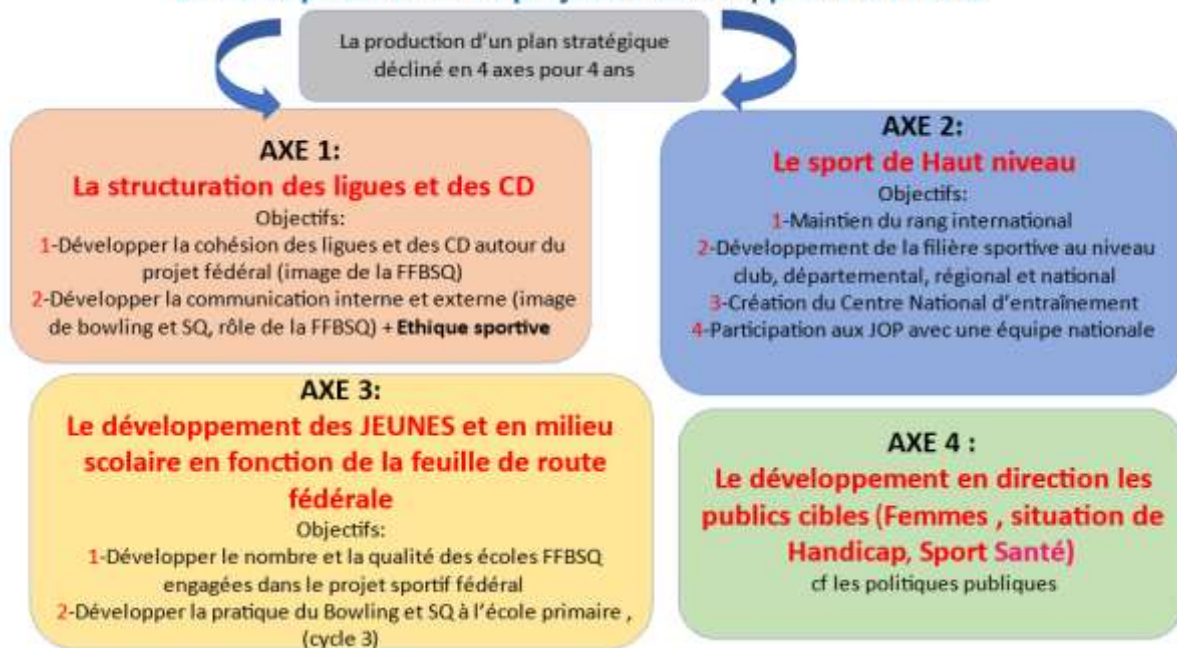 La production d'un plan stratégique
décliné en 4 axes pour 4 ans
AXE 1:
La structuration des ligues et des CD
Objectifs:
1-Développer la cohésion des ligues et des CD autour du
projet fédéral (image de la FFBSQ)
2-Développer la communication interne et externe (image
de bowling et SQ, rôle de la FFBSQ) + Ethique sportive
AXE 2:
Le sport de Haut niveau
Objectifs:
1-Maintien du rang international
2-Développement de la filière sportive au niveau
club, départemental, régional et national
3-Création du Centre National d'entraînement
4-Participation aux JOP avec une équipe nationale
AXE 3:
Le développement des JEUNES et en milieu
scolaire en fonction de la feuille de route
fédérale
Objectifs:
1-Développer le nombre et la qualité des écoles FFBSQ
engagées dans le projet sportif fédéral
2-Développer la pratique du Bowling et SQ à l'école primaire ,
(cycle 3)
AXE 4 :
Le développement en direction les
publics cibles (Femmes , situation de
Handicap, Sport Santé)
cf les politiques publiques